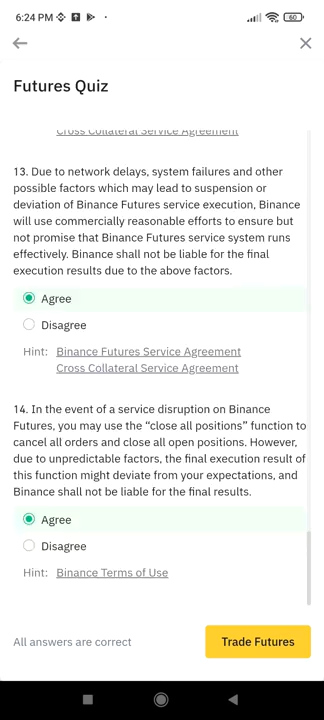 6:24 PM
60
Futures Quiz
Cross Collateral Service Agreement
13. Due to network delays, system failures and other
possible factors which may lead to suspension or
deviation of Binance Futures service execution, Binance
will use commercially reasonable efforts to ensure but
not promise that Binance Futures service system runs
effectively. Binance shall not be liable for the final
execution results due to the above factors.
Agree
Disagree
Hint: Binance Futures Service Agreement
Cross Collateral Service Agreement
14. In the event of a service disruption on Binance
Futures, you may use the “close all positions” function to
cancel all orders and close all open positions. However,
due to unpredictable factors, the final execution result of
this function might deviate from your expectations, and
Binance shall not be liable for the final results.
Agree
Disagree
Hint: Binance Terms of Use
All answers are correct
Trade Futures